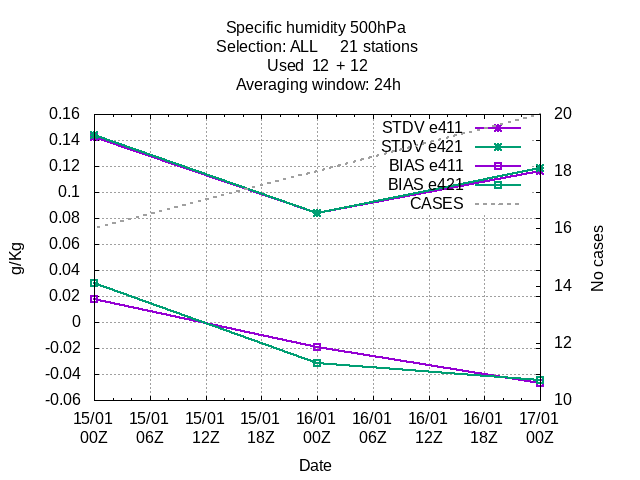 Specific humidity 500hPa
Selection: ALL 21 stations
Used 12 + 12
Averaging window: 24h
0.16
0.14
0.12
0.1
0.08
0.06
0.04
0.02
0
-0.02
-0.04
-0.06
g/Kg
STDV e411
STDV e421
BIAS e411
BIAS e421
CASES
20
18
16
14
12
10
No cases
15/01 15/01 15/01 15/01 16/01 16/01 16/01 16/01 17/01
00Z 06Z 12Z 18Z 00Z 06Z 12Z 18Z 00Z
Date